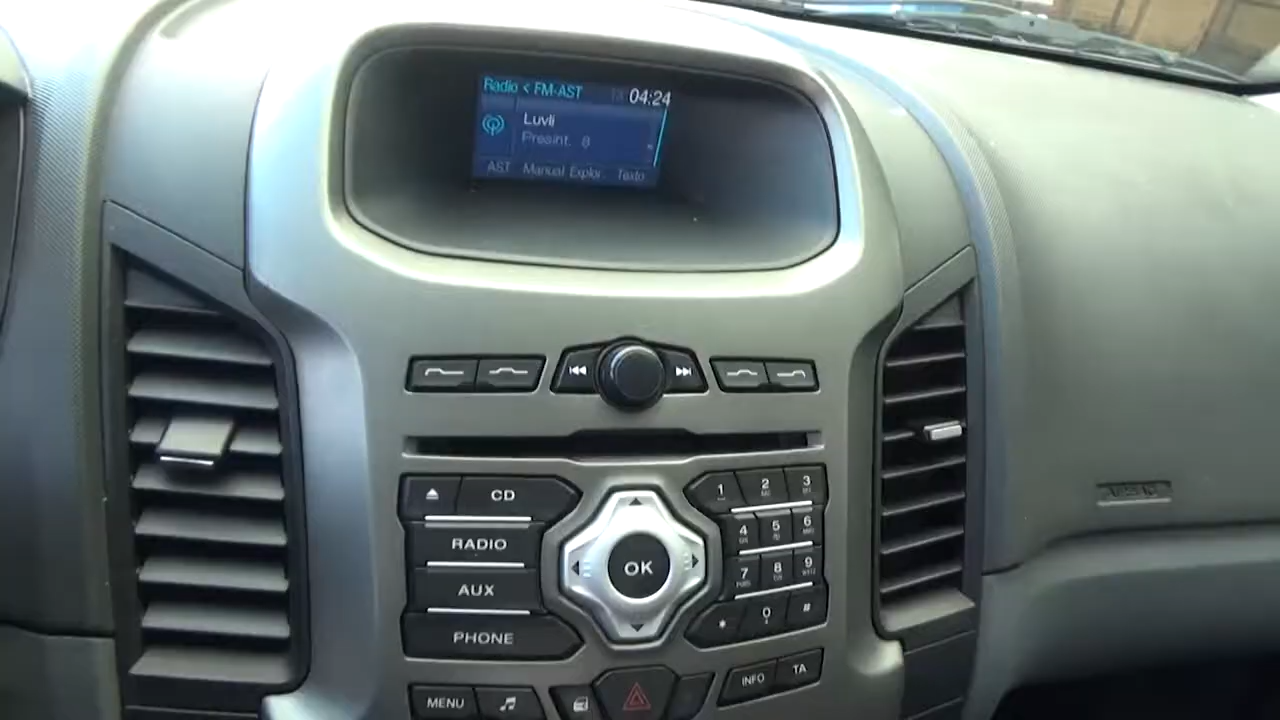 Radio < FM-AST
04:24
Luvli
Presint. 8
AST Manual Explor. Texto
CD
RADIO
AUX
PHONE
OK
1 2 3
4 5 6
7 8 9
* 0 #
MENU
INFO
TA